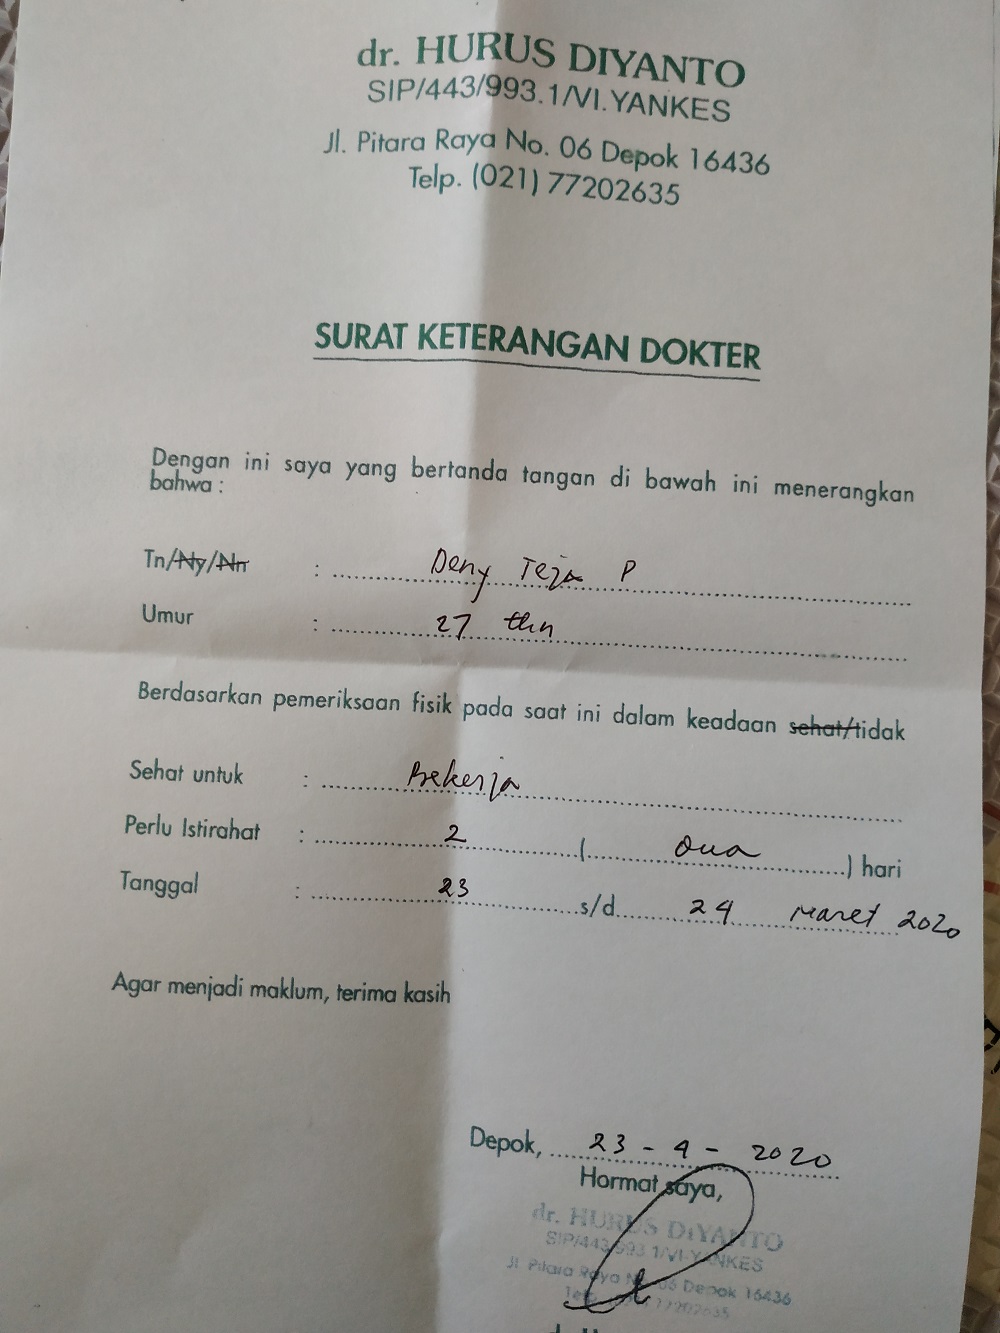 dr. HURUS DIYANTO
SIP/443/993.1/VI.YANKES
Jl. Pitara Raya No. 06 Depok 16436
Telp. (021) 77202635
SURAT KETERANGAN DOKTER
Dengan ini saya yang bertanda tangan di bawah ini menerangkan
bahwa :
Tn/Ny/Nn : Deny Teja P
Umur : 27 thn
Berdasarkan pemeriksaan fisik pada saat ini dalam keadaan sehat/tidak
Sehat untuk : Bekerja
Perlu Istirahat : 2 ( Dua ) hari
Tanggal : 23 s/d 24 Maret 2020
Agar menjadi maklum, terima kasih
Depok, 23 - 4 - 2020
Hormat saya,
dr. HURUS DIYANTO
SIP/443/993.1/VI-YANKES
Jl Pitara Raya No. 06 Depok 16436
77202635